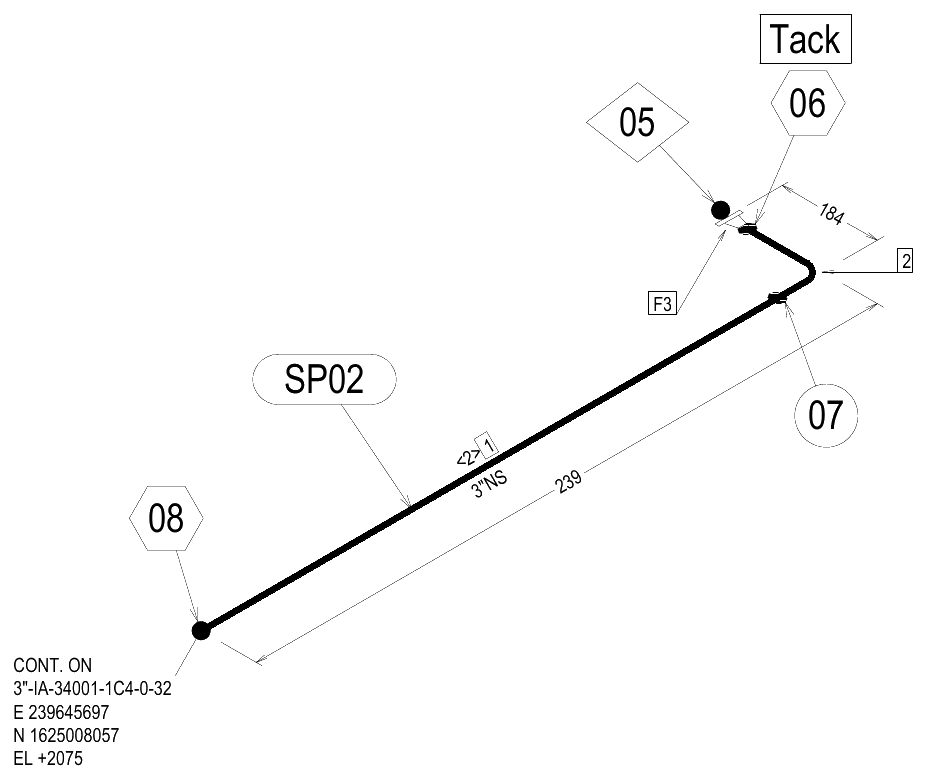 Tack
06
05
184
2
F3
SP02
07
<2> 1
3"NS
239
08
CONT. ON
3"-IA-34001-1C4-0-32
E 239645697
N 1625008057
EL +2075